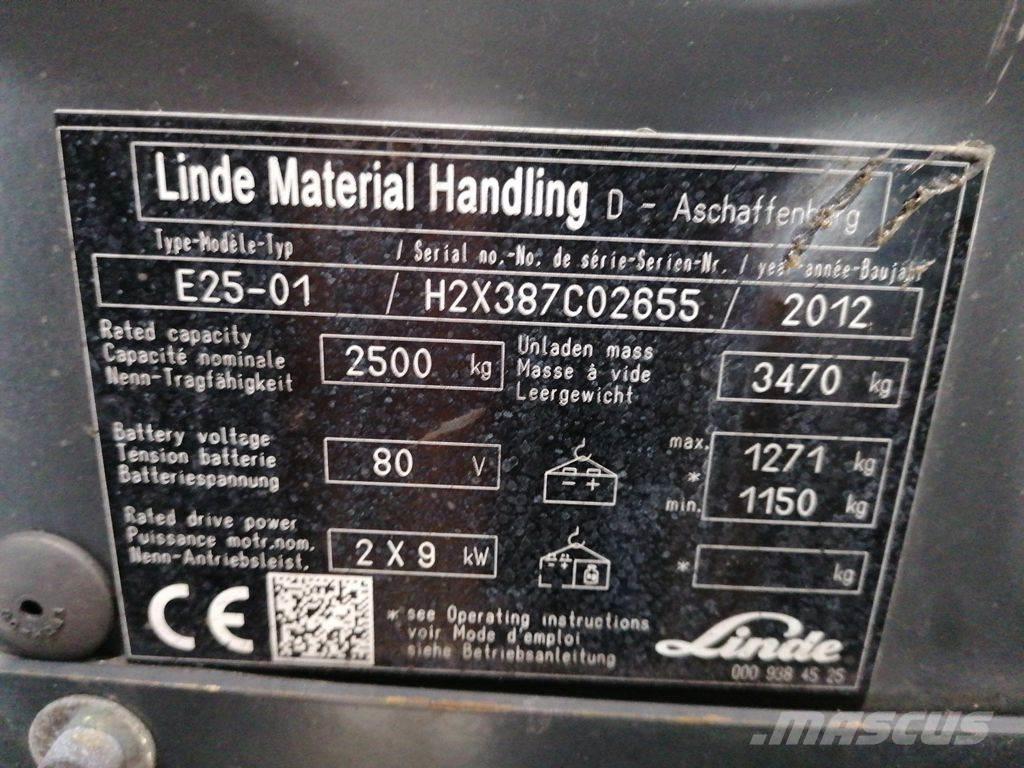 Linde Material Handling D - Aschaffenburg
Type-Modèle-Typ / Serial no.-No. de série-Serien-Nr. / year-année-Baujahr
E25-01 / H2X387C02655 / 2012
Rated capacity
Capacité nominale
Nenn-Tragfähigkeit
2500 kg
Unladen mass
Masse à vide
Leergewicht
3470 kg
Battery voltage
Tension batterie
Batteriespannung
80 V
- +
max. 1271 kg
*
min. 1150 kg
Rated drive power
Puissance motr.nom.
Nenn-Antriebsleist.
2 X 9 kW
* kg
CE
* see Operating instructions
voir Mode d'emploi
siehe Betriebsanleitung
Linde
000 938 45 25
MASCUS